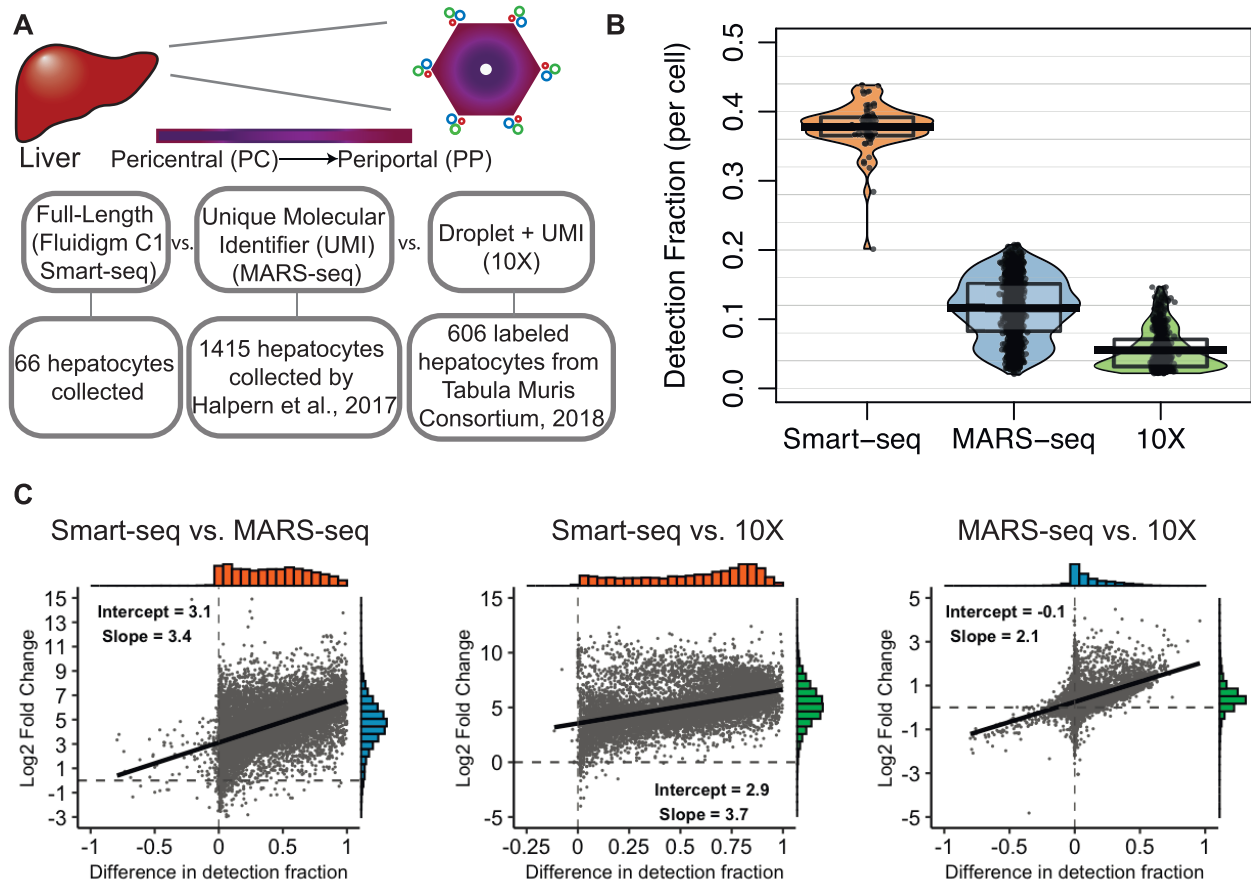 A
Liver
Pericentral (PC)
Periportal (PP)
Full-Length
(Fluidigm C1
Smart-seq)
vs.
Unique Molecular
Identifier (UMI)
(MARS-seq)
vs.
Droplet + UMI
(10X)
66 hepatocytes
collected
1415 hepatocytes
collected by
Halpern et al., 2017
606 labeled
hepatocytes from
Tabula Muris
Consortium, 2018
B
Detection Fraction (per cell)
0.5
0.4
0.3
0.2
0.1
0.0
Smart−seq
MARS−seq
10X
C
Smart-seq vs. MARS-seq
Log2 Fold Change
15
13
11
9
7
5
3
1
-1
-3
Intercept = 3.1
Slope = 3.4
-1
-0.5
0
0.5
1
Difference in detection fraction
Smart-seq vs. 10X
Log2 Fold Change
15
10
5
0
-5
Intercept = 2.9
Slope = 3.7
-0.25
0
0.25
0.5
0.75
1
Difference in detection fraction
MARS-seq vs. 10X
Log2 Fold Change
5
3
1
-1
-3
-5
Intercept = -0.1
Slope = 2.1
-1
-0.5
0
0.5
1
Difference in detection fraction